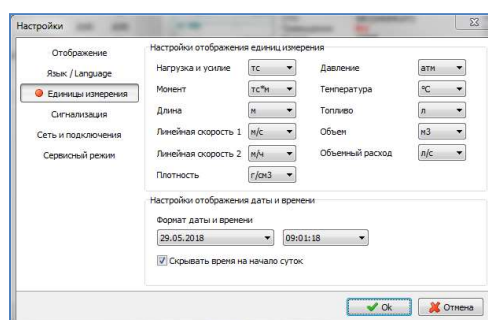 Настройки
Отображение
Язык / Language
Единицы измерения
Сигнализация
Сеть и подключения
Сервисный режим
Настройки отображения единиц измерения
Нагрузка и усилие тс Давление атм
Момент тс*м Температура °C
Длина м Топливо л
Линейная скорость 1 м/с Объем м3
Линейная скорость 2 м/ч Объемный расход л/с
Плотность г/см3
Настройки отображения даты и времени
Формат даты и времени
29.05.2018 09:01:18
Скрывать время на начало суток
Ok Отмена